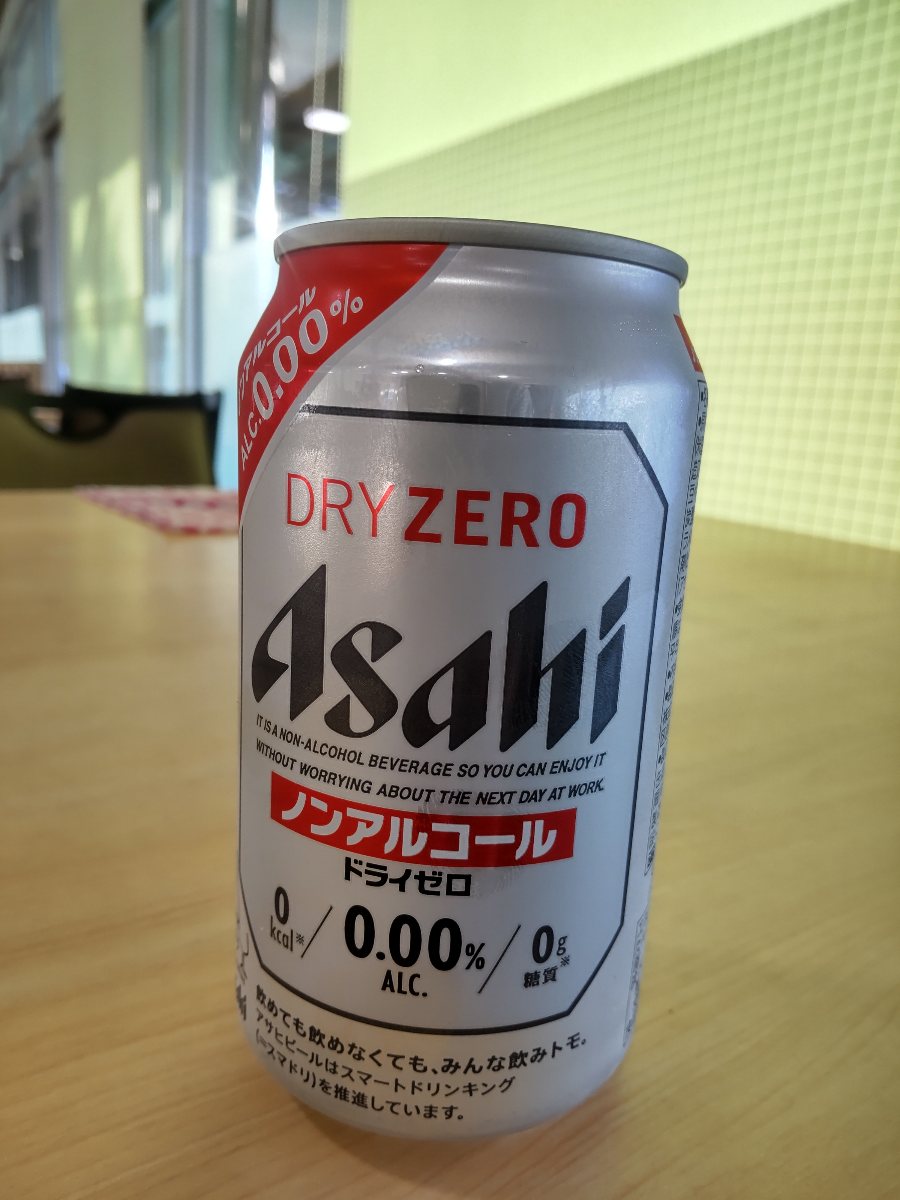 ノンアルコール
ALC.0.00%
DRY ZERO
Asahi
IT IS A NON-ALCOHOL BEVERAGE SO YOU CAN ENJOY IT
WITHOUT WORRYING ABOUT THE NEXT DAY AT WORK.
ノンアルコール
ドライゼロ
0kcal※ / 0.00% / 0g
ALC. 糖質※
飲めても飲めなくても、みんな飲みトモ。
アサヒビールはスマートドリンキング
(=スマドリ)を推進しています。